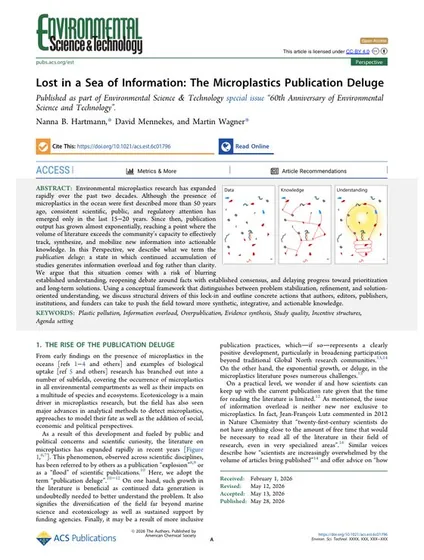 Environmental
Science & Technology
Open Access
This article is licensed under CC-BY 4.0
pubs.acs.org/est
Perspective
Lost in a Sea of Information: The Microplastics Publication Deluge
Published as part of Environmental Science & Technology special issue "60th Anniversary of Environmental
Science and Technology".
Nanna B. Hartmann,* David Mennekes, and Martin Wagner*
Cite This: https://doi.org/10.1021/acs.est.6c01796
Read Online
ACCESS
Metrics & More
Article Recommendations
ABSTRACT: Environmental microplastics research has expanded
rapidly over the past two decades. Although the presence of
microplastics in the ocean were first described more than 50 years
ago, consistent scientific, public, and regulatory attention has
emerged only in the last 15−20 years. Since then, publication
output has grown almost exponentially, reaching a point where the
volume of literature exceeds the community's capacity to effectively
track, synthesize, and mobilize new information into actionable
knowledge. In this Perspective, we describe what we term the
publication deluge: a state in which continued accumulation of
studies generates information overload and fog rather than clarity.
We argue that this situation comes with a risk of blurring
Data
Knowledge
Understanding
established understanding, reopening debate around facts with established consensus, and delaying progress toward prioritization
and long-term solutions. Using a conceptual framework that distinguishes between problem stabilization, refinement, and solution-
oriented understanding, we discuss structural drivers of this lock-in and outline concrete actions that authors, editors, publishers,
institutions, and funders can take to push the field toward more synthetic, integrative, and actionable knowledge.
KEYWORDS: Plastic pollution, Information overload, Overpublication, Evidence synthesis, Study quality, Incentive structures,
Agenda setting
1. THE RISE OF THE PUBLICATION DELUGE
From early findings on the presence of microplastics in the
oceans [refs 1−4 and] and examples of biological
uptake [ref 5 and others] research has branched out into a
number of subfields, covering the occurrence of microplastics
in all environmental compartments as well as their impacts on
a multitude of species and ecosystems. Ecotoxicology is a main
driver in microplastics research, but the field has also seen
major advances in analytical methods to detect microplastics,
approaches to model their fate as well as the addition of social,
economic and political perspectives.
As a result of this development and fueled by public and
political concerns and scientific curiosity, the literature on
microplastics has expanded rapidly in recent years [Figure
1]. This phenomenon, observed across scientific disciplines,
has been referred to by others as a publication "explosion" or
as a "flood" of scientific publications. Here, we adopt the
term "publication deluge". On one hand, such growth in
the literature is beneficial as continued data generation is
undoubtedly needed to better understand the problem. It also
signifies the diversification of the field far beyond marine
science and ecotoxicology as well as sustained support by
funding agencies. Finally, it may be a result of more inclusive
publication practices, which−if so−represents a clearly
positive development, particularly in broadening participation
beyond traditional Global North research communities.
On the other hand, the exponential growth, or deluge, in the
microplastics literature poses numerous challenges.
On a practical level, we wonder if and how scientists can
keep up with the current publication rate given that the time
for reading the literature is limited. As mentioned, the issue
of information overload is neither new nor exclusive to
microplastics. In fact, Jean-François Lutz commented in 2012
in Nature Chemistry that "twenty-first-century scientists do
not have anything close to the amount of free time that would
be necessary to read all of the literature in their field of
research, even in very specialized areas". Similar voices
describe how "scientists are increasingly overwhelmed by the
volume of articles being published" and offer advice on "how
Received: February 1, 2026
Revised: May 12, 2026
Accepted: May 13, 2026
Published: May 28, 2026
ACS Publications
© 2026 The Authors. Published by
American Chemical Society
A
https://doi.org/10.1021/acs.est.6c01796
Environ. Sci. Technol. XXXX, XXX, XXX−XXX